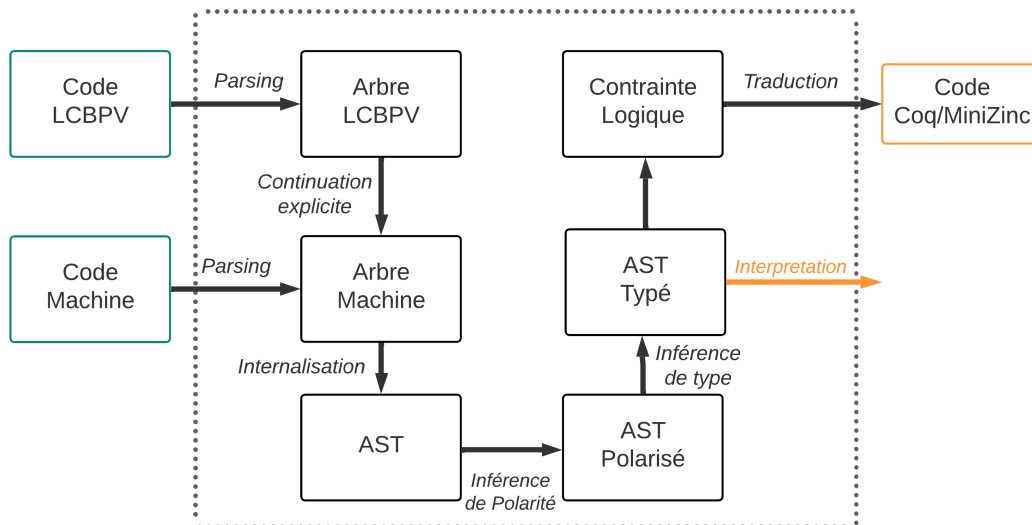 Code
LCBPV
Parsing
Arbre
LCBPV
Contrainte
Logique
Traduction
Code
Coq/MiniZinc
Continuation
explicite
Code
Machine
Parsing
Arbre
Machine
AST
Typé
Interpretation
Internalisation
Inférence
de type
AST
Inférence
de Polarité
AST
Polarisé